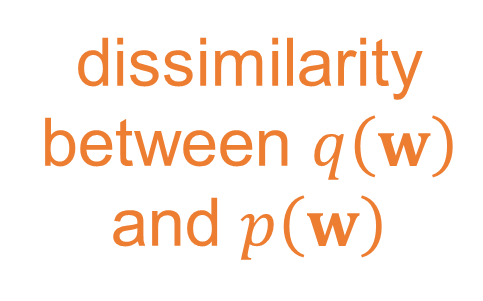 dissimilarity
between q(w)
and p(w)